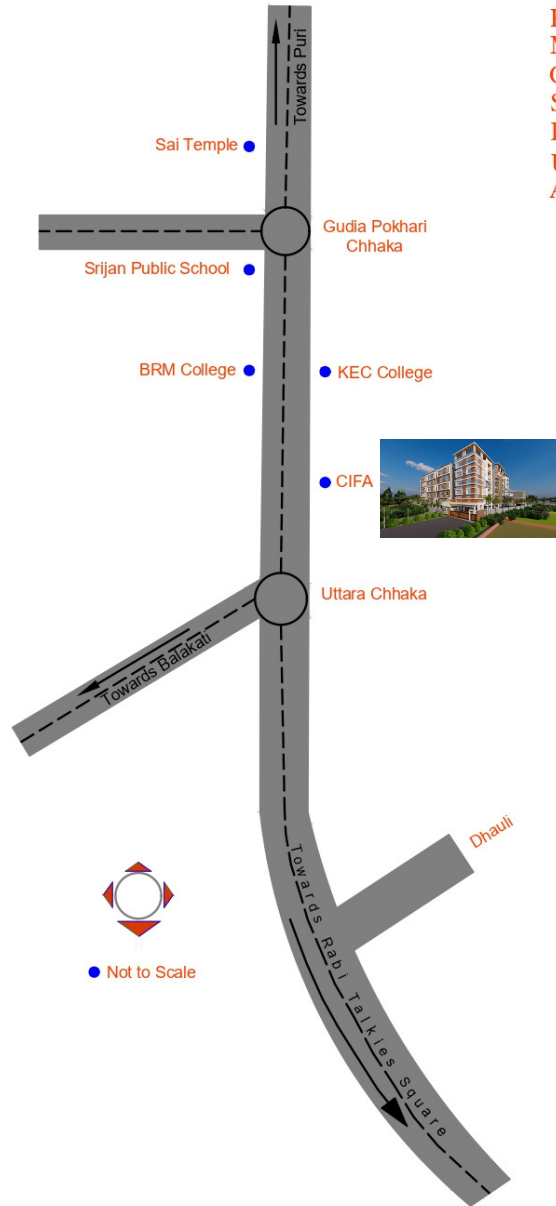 Towards Puri
Sai Temple
Gudia Pokhari
Chhaka
Srijan Public School
BRM College
KEC College
CIFA
Uttara Chhaka
Towards Balakati
Dhauli
Towards Rabi Talkies Square
Not to Scale